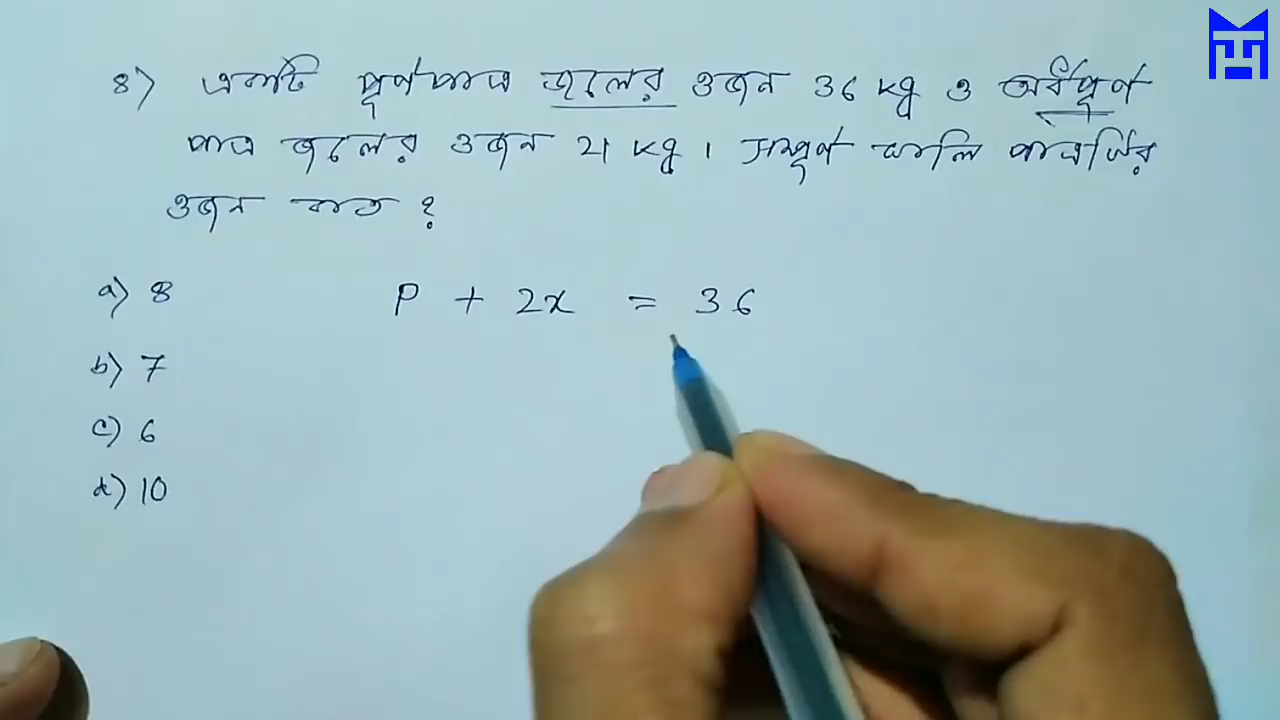 8) একটি পূর্ণপাত্র জলের ওজন 36 kg ও অর্ধপূর্ণ
পাত্র জলের ওজন 21 kg । সম্পূর্ণ খালি পাত্রটির
ওজন কত ?
a) 8
P + 2x = 36
b) 7
c) 6
d) 10